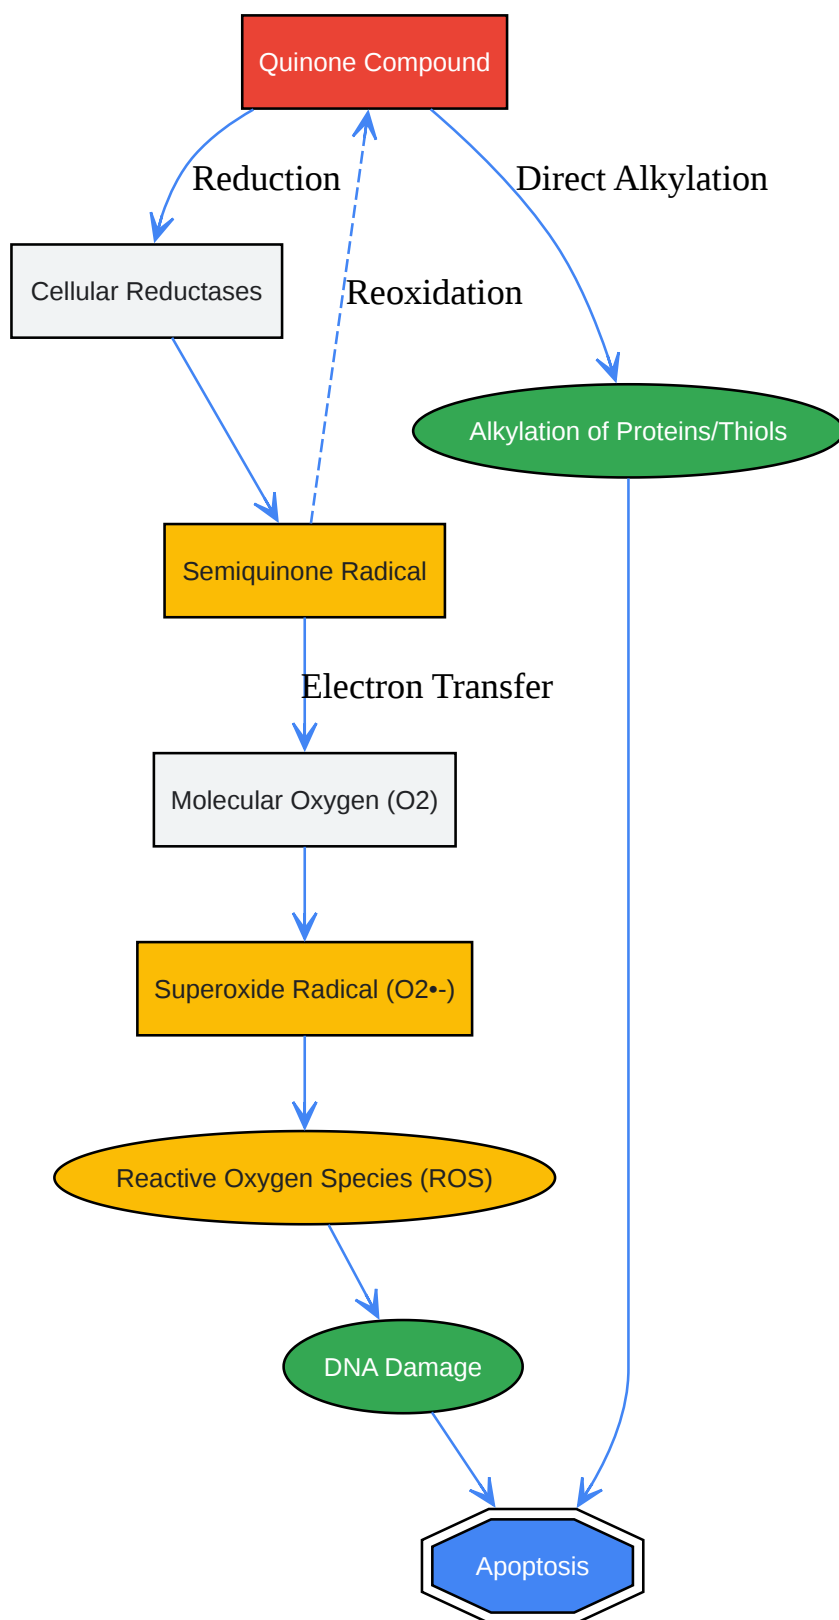 Quinone Compound
Reduction
Direct Alkylation
Cellular Reductases
Reoxidation
Alkylation of Proteins/Thiols
Semiquinone Radical
Electron Transfer
Molecular Oxygen (O2)
Superoxide Radical (O2•-)
Reactive Oxygen Species (ROS)
DNA Damage
Apoptosis